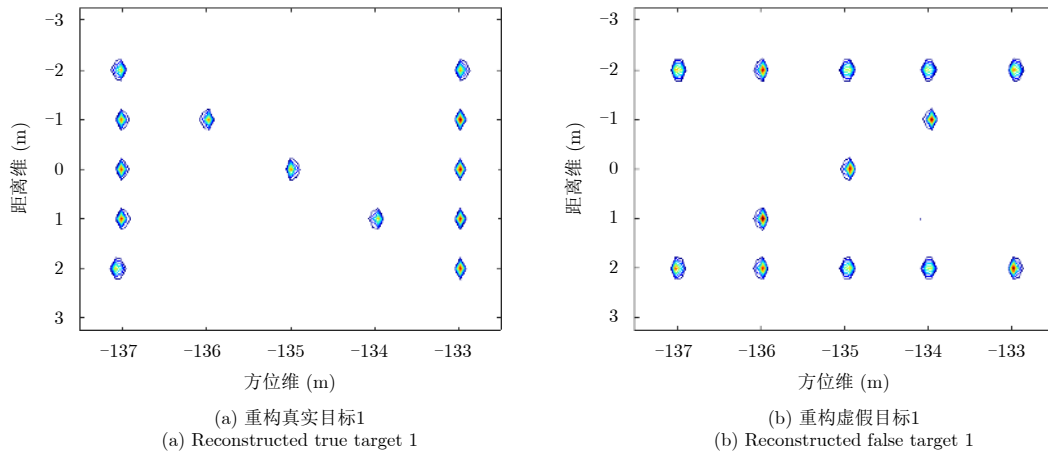 −3
−2
−1
0
1
2
3
距离维 (m)
−137 −136 −135 −134 −133
方位维 (m)
(a) 重构真实目标1
(a) Reconstructed true target 1
−3
−2
−1
0
1
2
3
距离维 (m)
−137 −136 −135 −134 −133
方位维 (m)
(b) 重构虚假目标1
(b) Reconstructed false target 1